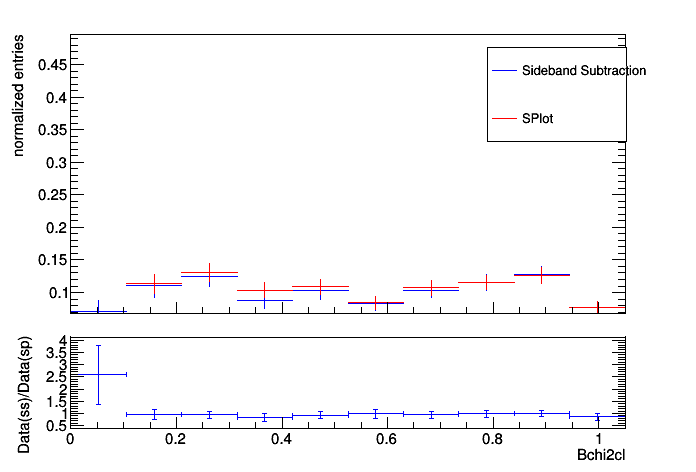 normalized entries
0.45
0.4
0.35
0.3
0.25
0.2
0.15
0.1
Sideband Subtraction
SPlot
Data(ss)/Data(sp)
4
3.5
3
2.5
2
1.5
1
0.5
0 0.2 0.4 0.6 0.8 1
Bchi2cl